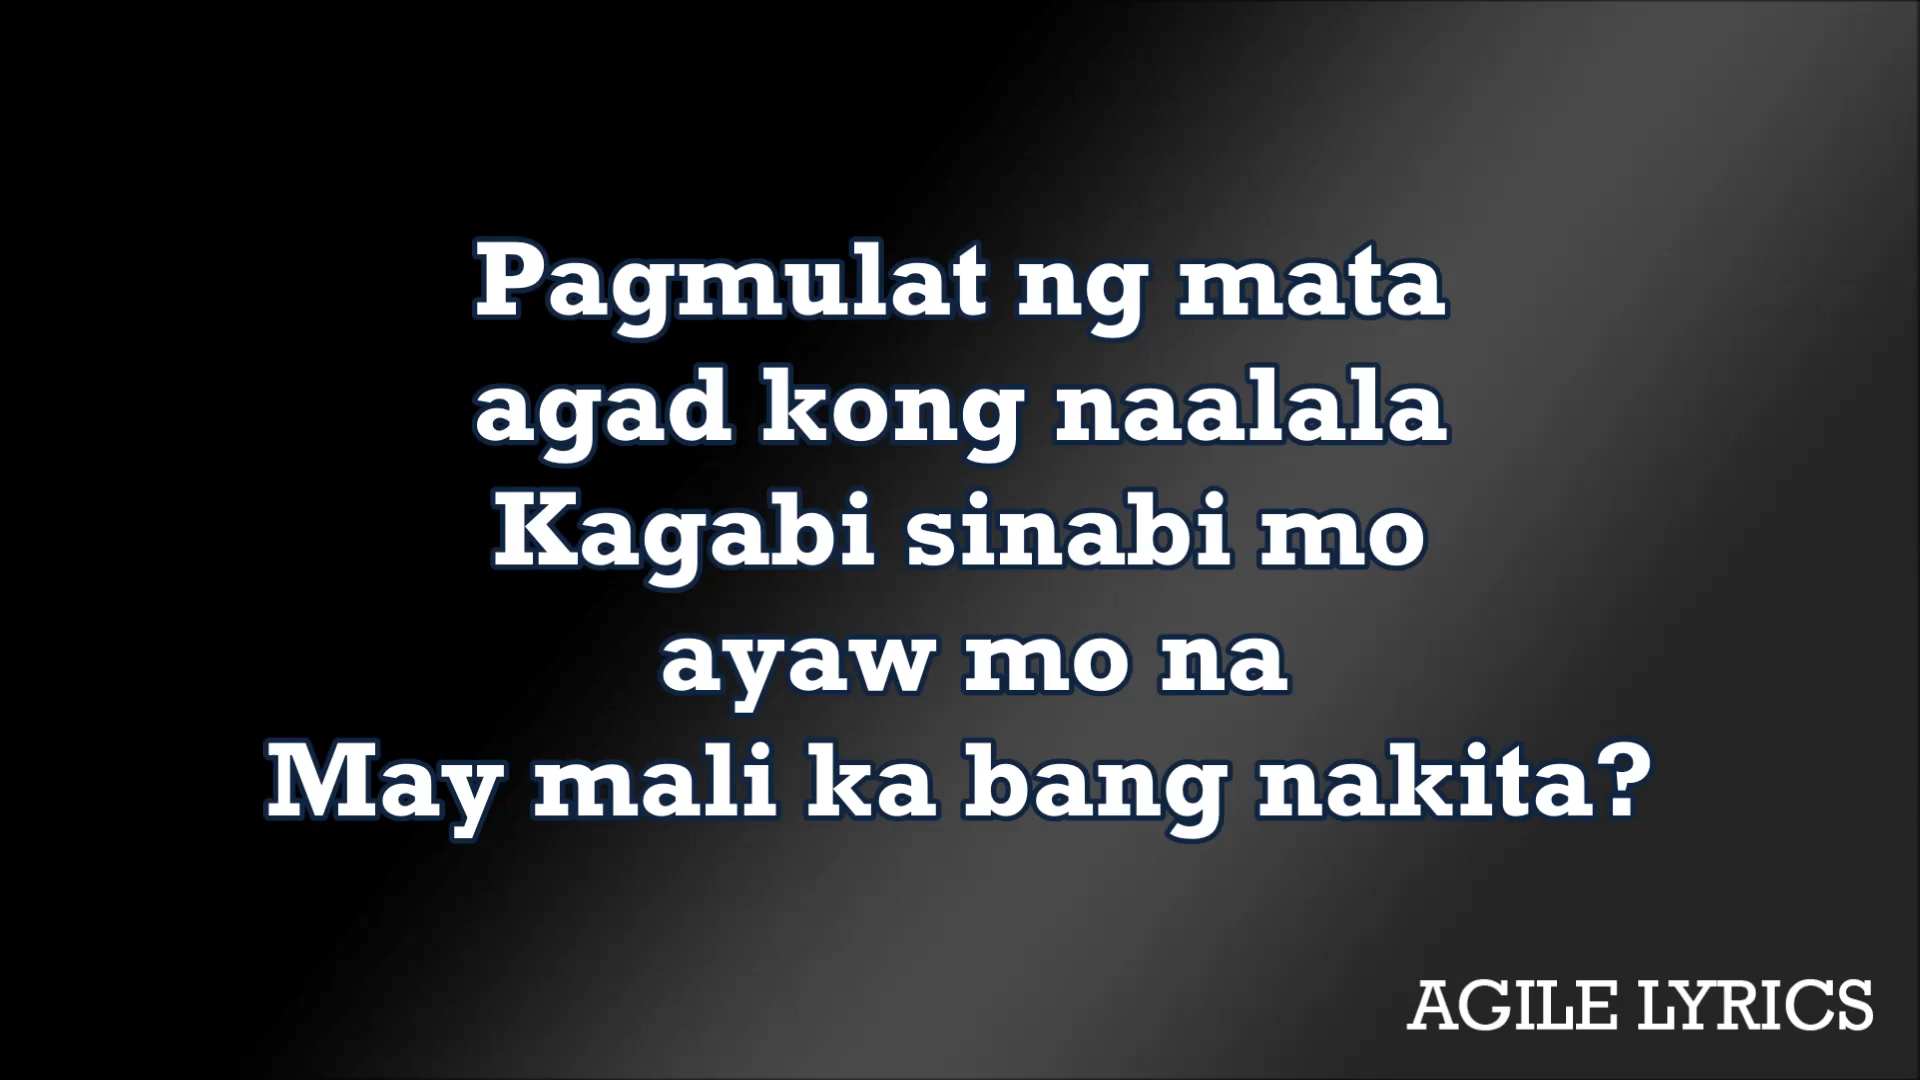 Pagmulat ng mata
agad kong naalala
Kagabi sinabi mo
ayaw mo na
May mali ka bang nakita?
AGILE LYRICS